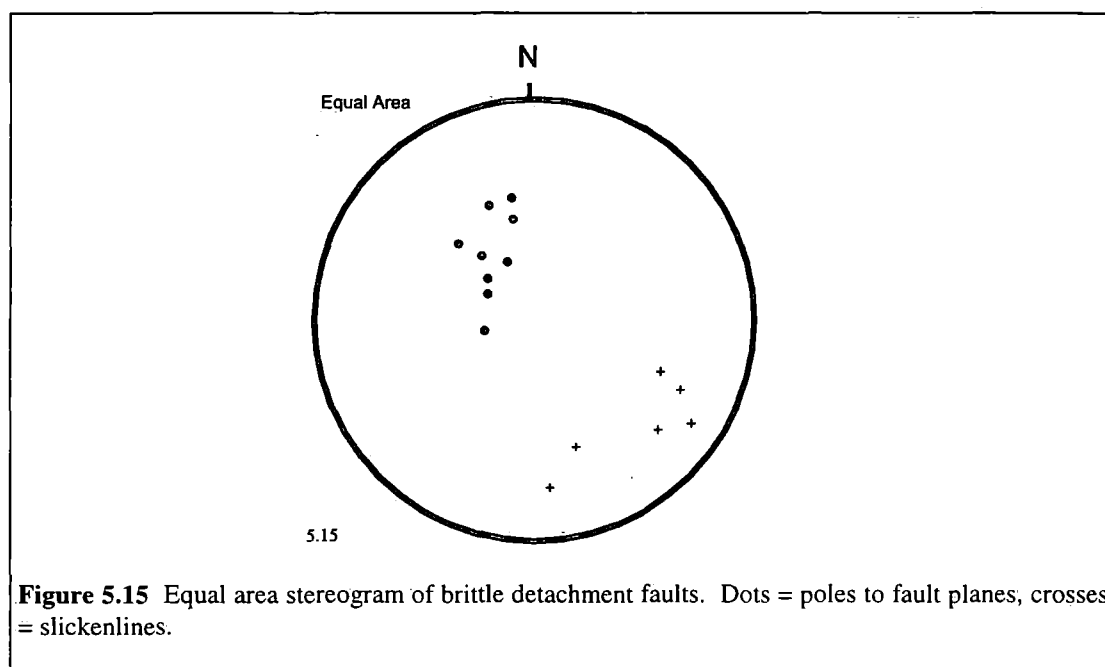 N
Equal Area
5.15
Figure 5.15 Equal area stereogram of brittle detachment faults. Dots = poles to fault planes, crosses
= slickenlines.